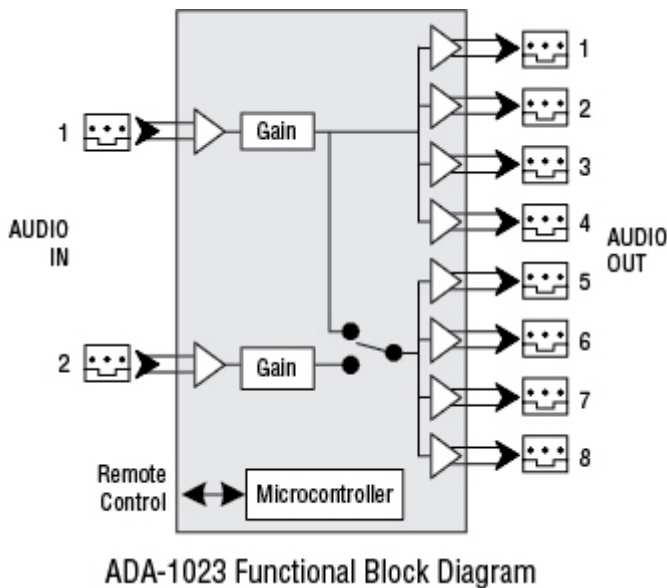 1
Gain
1
2
3
4
AUDIO
IN
AUDIO
OUT
5
6
2
Gain
7
8
Remote
Control
Microcontroller
ADA-1023 Functional Block Diagram